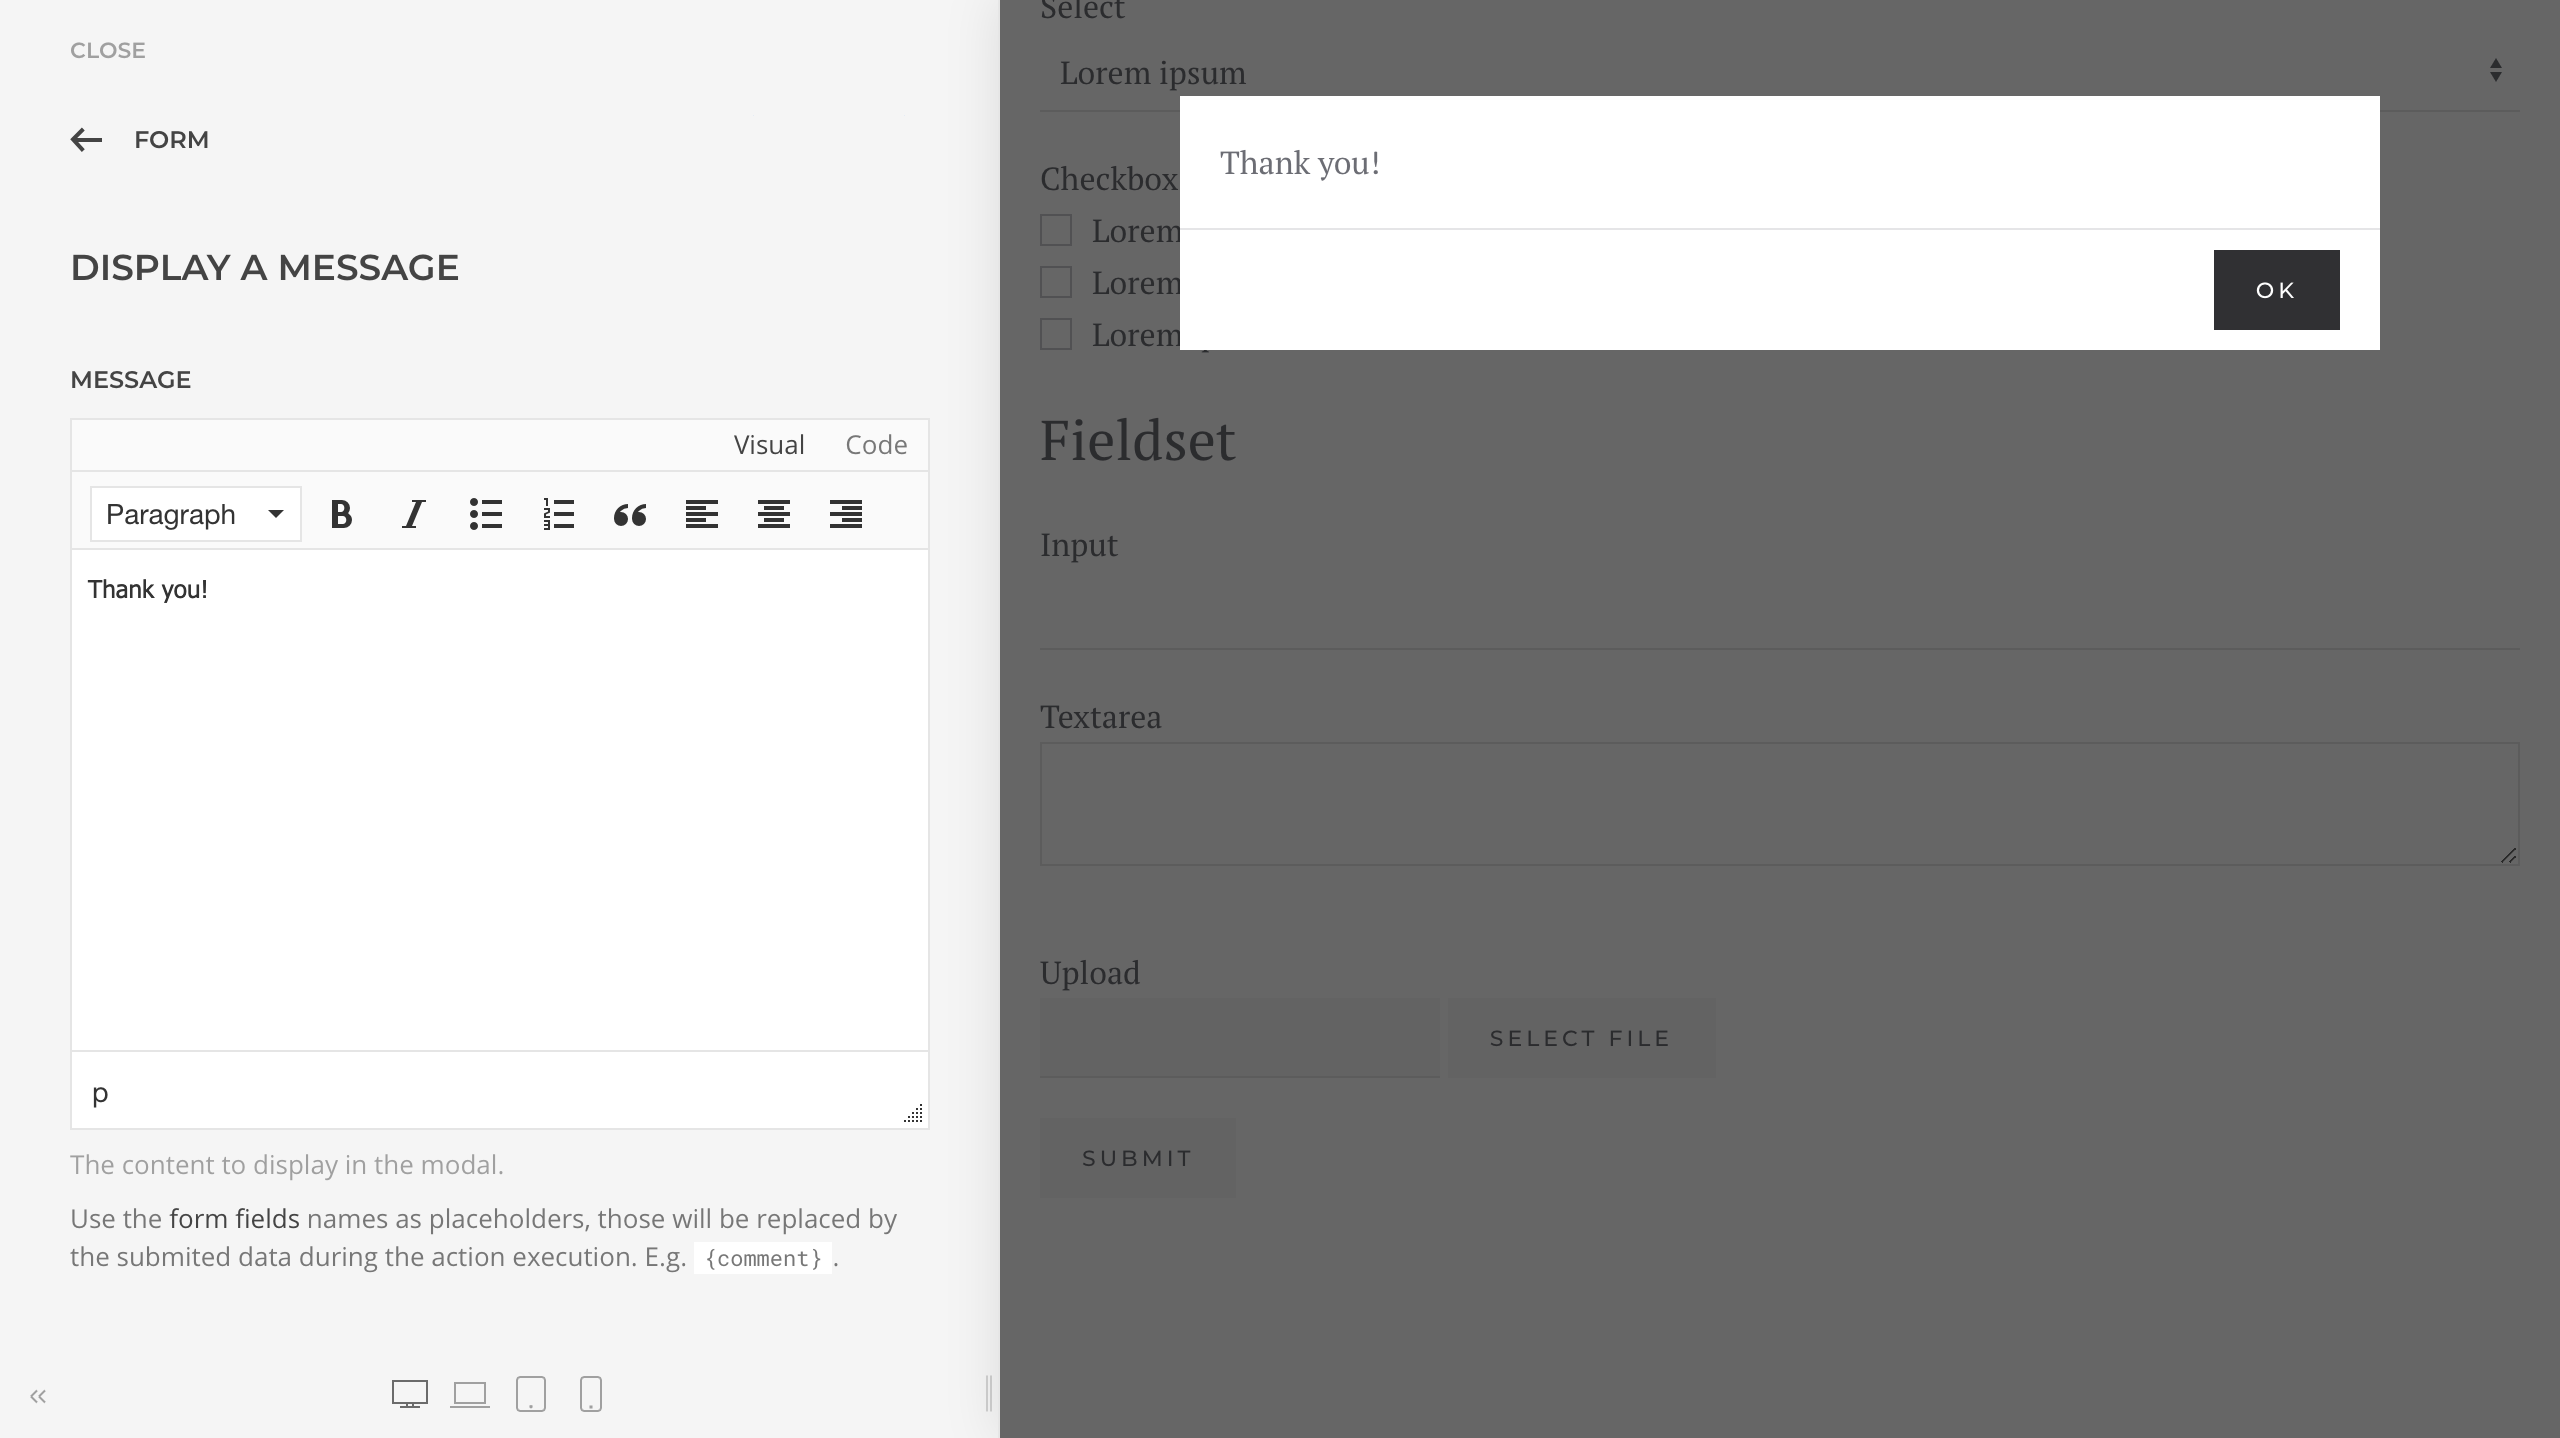 CLOSE
FORM
DISPLAY A MESSAGE
MESSAGE
Visual Code
Paragraph
Thank you!
p
The content to display in the modal.
Use the form fields names as placeholders, those will be replaced by
the submited data during the action execution. E.g. {comment}.
Select
Lorem ipsum
Thank you!
OK
Checkbox
Lorem
Lorem
Lorem
Fieldset
Input
Textarea
Upload
SELECT FILE
SUBMIT